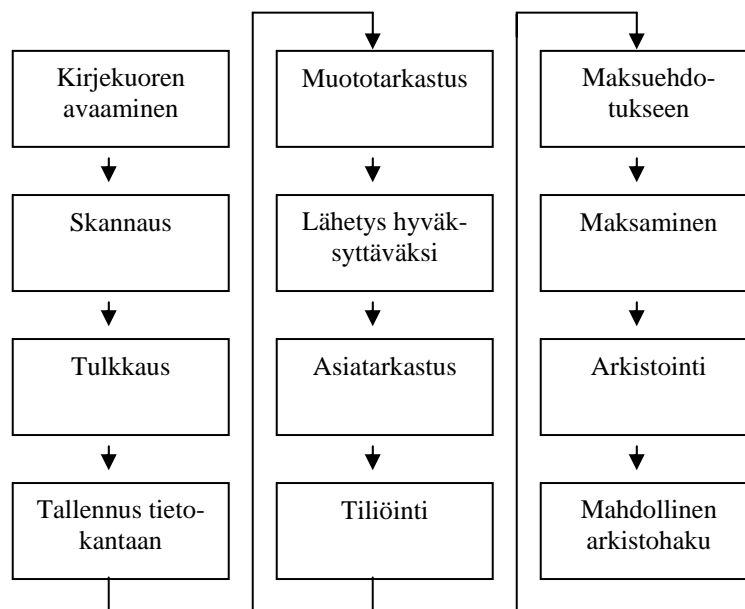 Kirjekuoren
avaaminen
Skannaus
Tulkkaus
Tallennus tieto-
kantaan
Muototarkastus
Lähetys hyväk-
syttäväksi
Asiatarkastus
Tiliöinti
Maksuehdo-
tukseen
Maksaminen
Arkistointi
Mahdollinen
arkistohaku